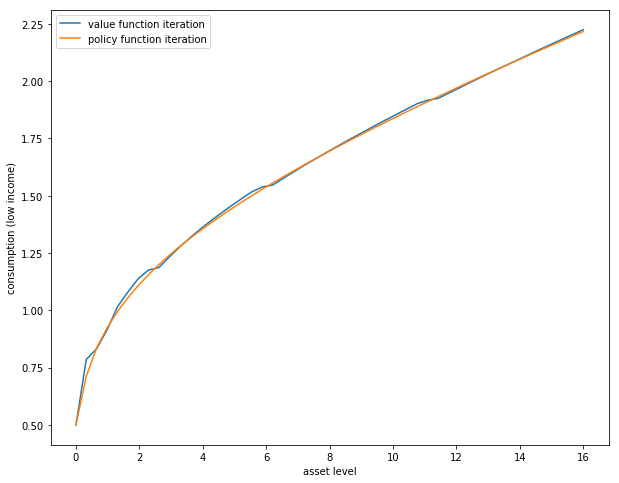 value function iteration
policy function iteration
consumption (low income)
2.25
2.00
1.75
1.50
1.25
1.00
0.75
0.50
0 2 4 6 8 10 12 14 16
asset level